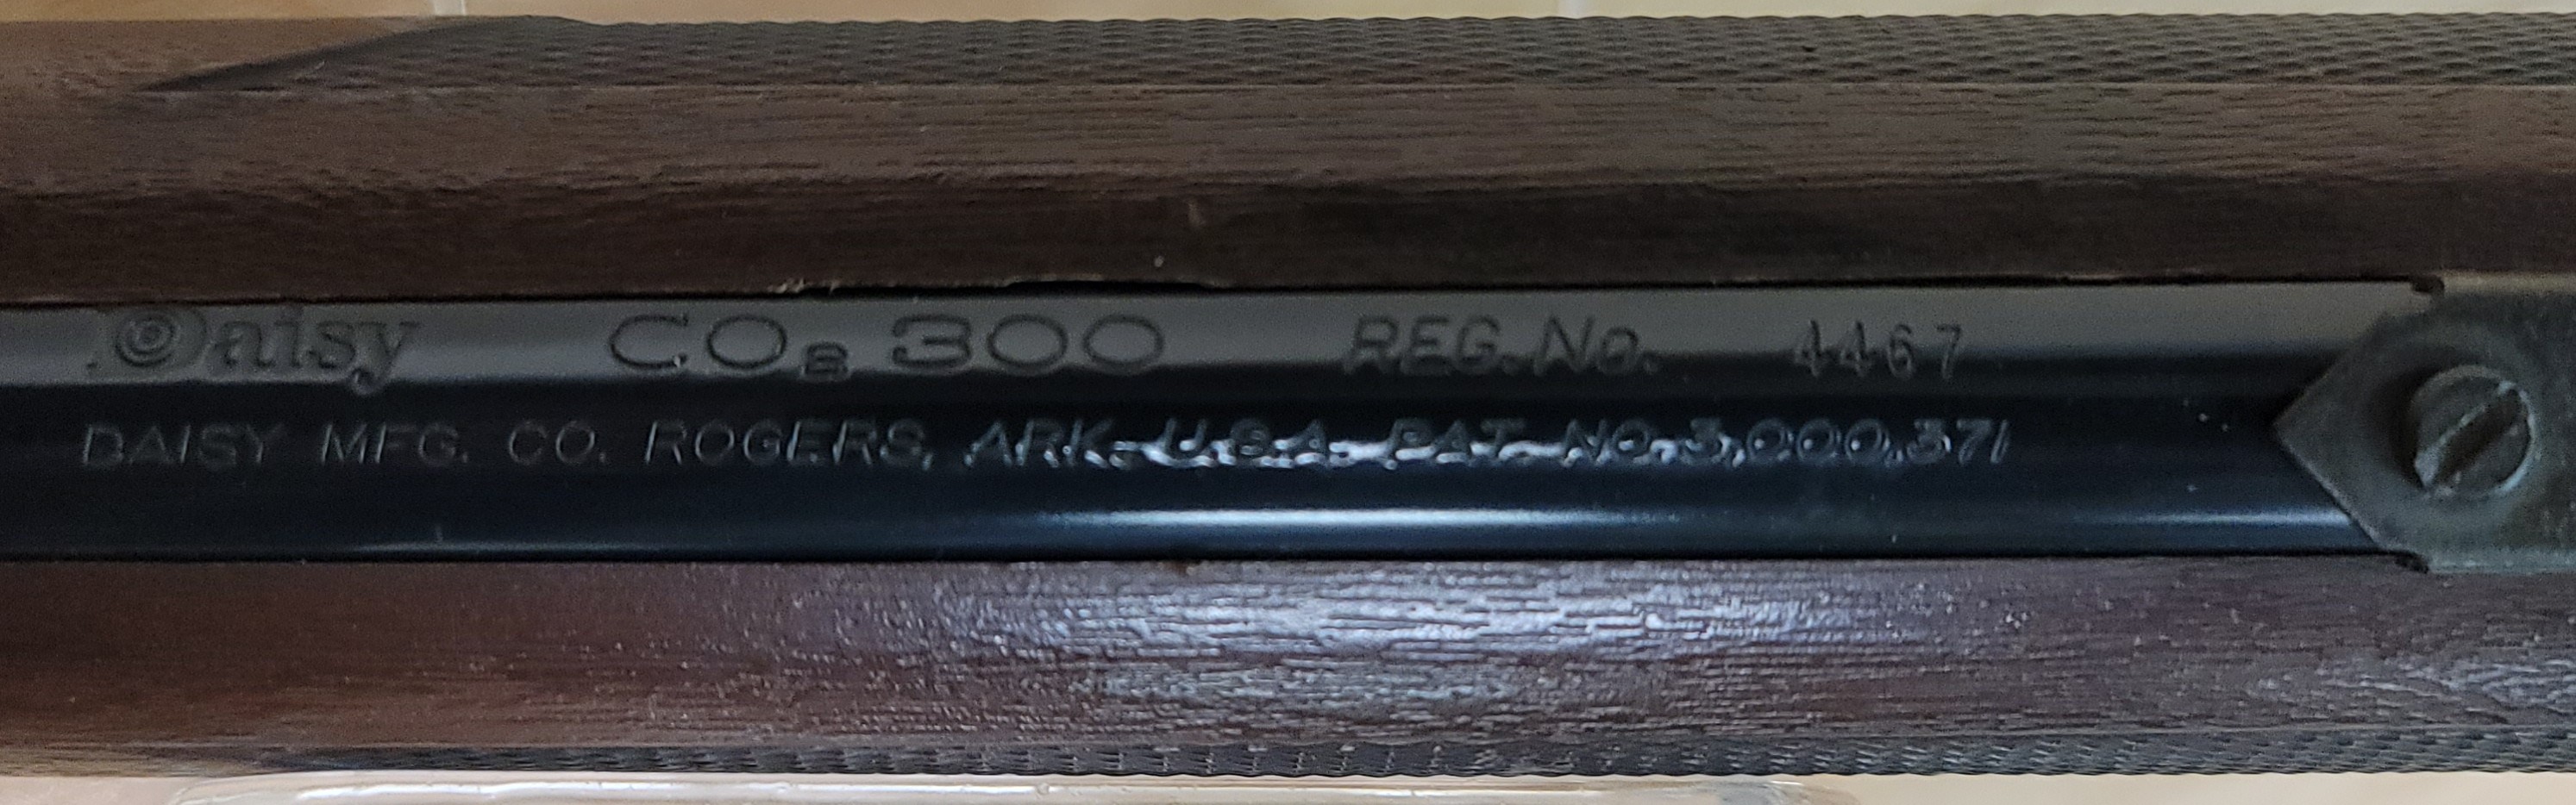 Daisy CO₂ 300 REG. No. 4467
DAISY MFG. CO. ROGERS, ARK. U.S.A. PAT. NO. 3,000,371